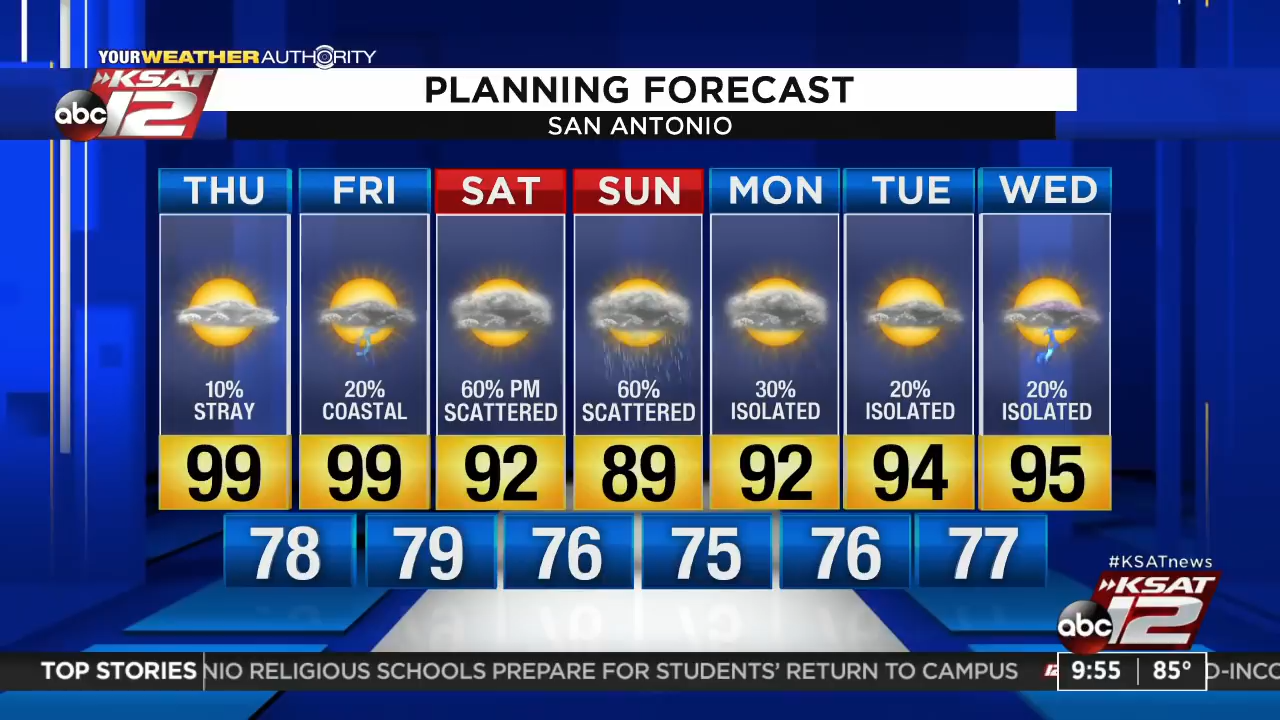 YOURWEATHERAUTHORITY
KSAT
abc 12
PLANNING FORECAST
SAN ANTONIO
THU FRI SAT SUN MON TUE WED
10% 20% 60% PM 60% 30% 20% 20%
STRAY COASTAL SCATTERED SCATTERED ISOLATED ISOLATED ISOLATED
99 99 92 89 92 94 95
78 79 76 75 76 77
#KSATnews
KSAT
abc 12
TOP STORIES NIO RELIGIOUS SCHOOLS PREPARE FOR STUDENTS' RETURN TO CAMPUS 12 9:55 85° D-INCO